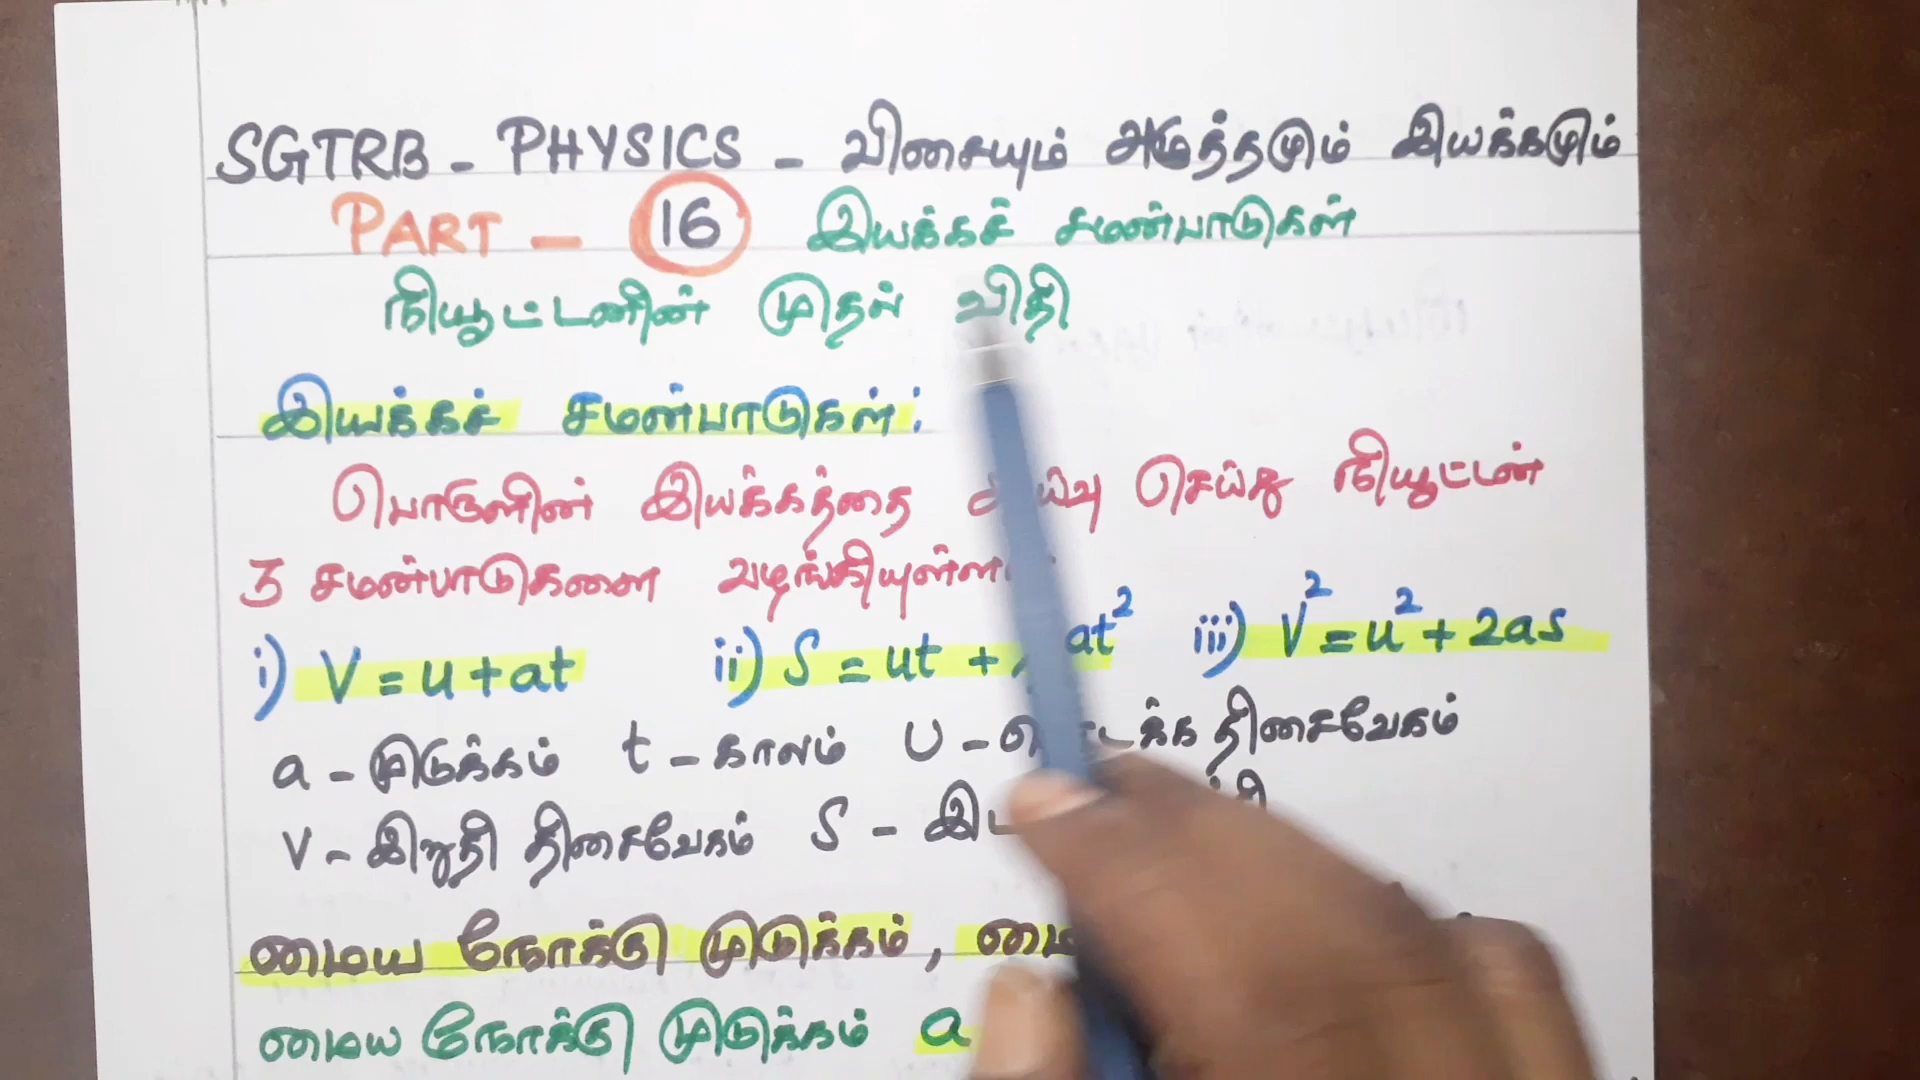 SGTRB - PHYSICS - விசையும் அழுத்தமும் இயக்கமும்
PART - 16 இயக்கச் சமன்பாடுகள்
நியூட்டனின் முதல் விதி
இயக்கச் சமன்பாடுகள்:
பொருளின் இயக்கத்தை செய்து நியூட்டன்
3 சமன்பாடுகளை
i) V = u + at ii) S = ut + at² iii) V² = u² + 2as
a - முடுக்கம் t - காலம் U - திசைவேகம்
V - இறுதி திசைவேகம் S -
மைய நோக்கு முடுக்கம்,
மைய நோக்கு முடுக்கம் a